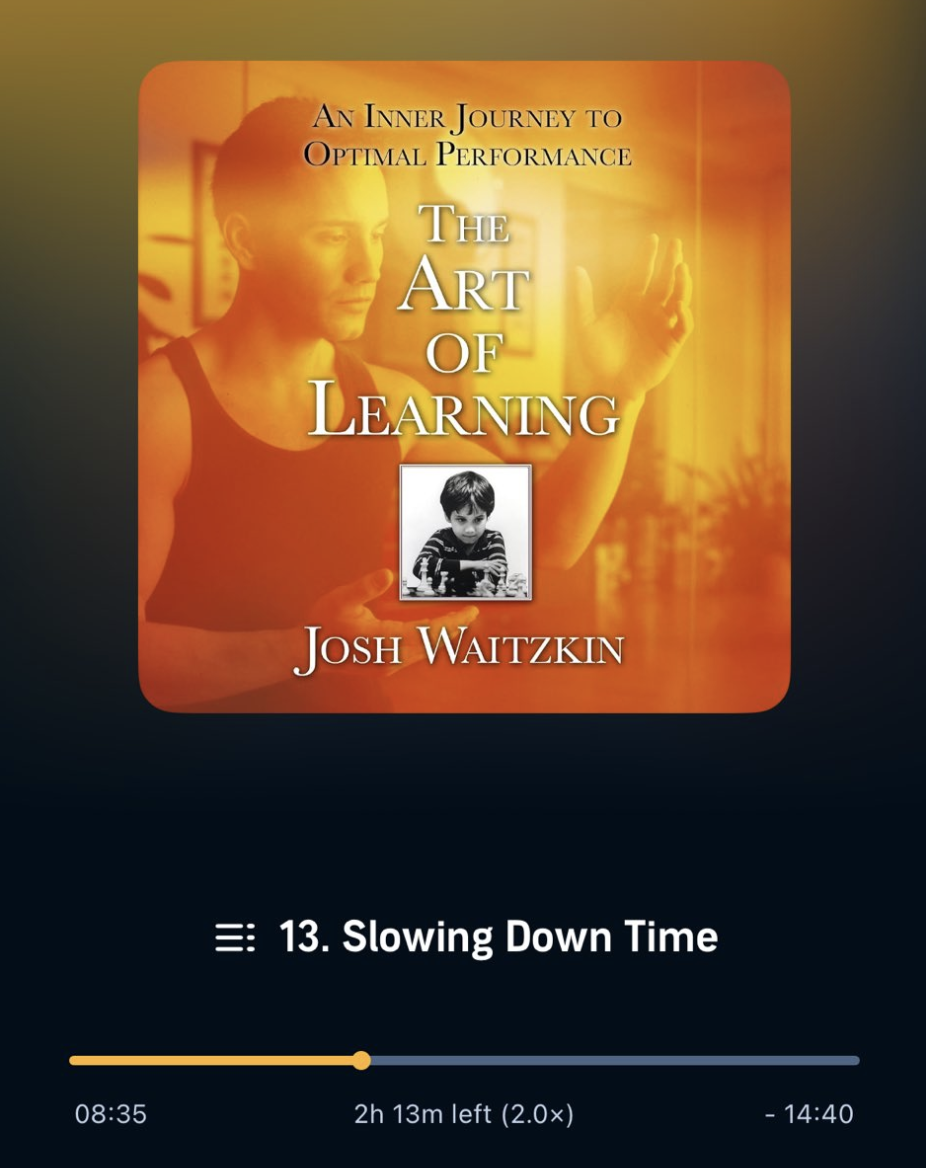 An Inner Journey to
Optimal Performance
The
Art
of
Learning
Josh Waitzkin
13. Slowing Down Time
08:35
2h 13m left (2.0×)
- 14:40